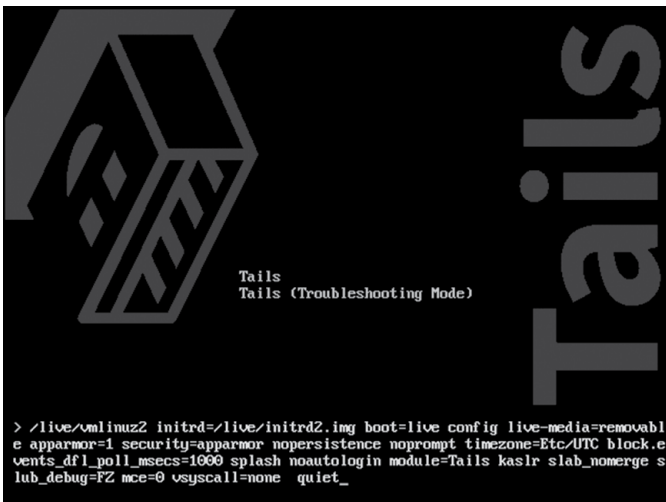 Tails
Tails
Tails (Troubleshooting Mode)
> /live/vmlinuz2 initrd=/live/initrd2.img boot=live config live-media=removabl
e apparmor=1 security=apparmor nopersistence noprompt timezone=Etc/UTC block.e
vents_dfl_poll_msecs=1000 splash noautologin module=Tails kaslr slab_nomerge s
lub_debug=FZ mce=0 vsyscall=none  quiet_